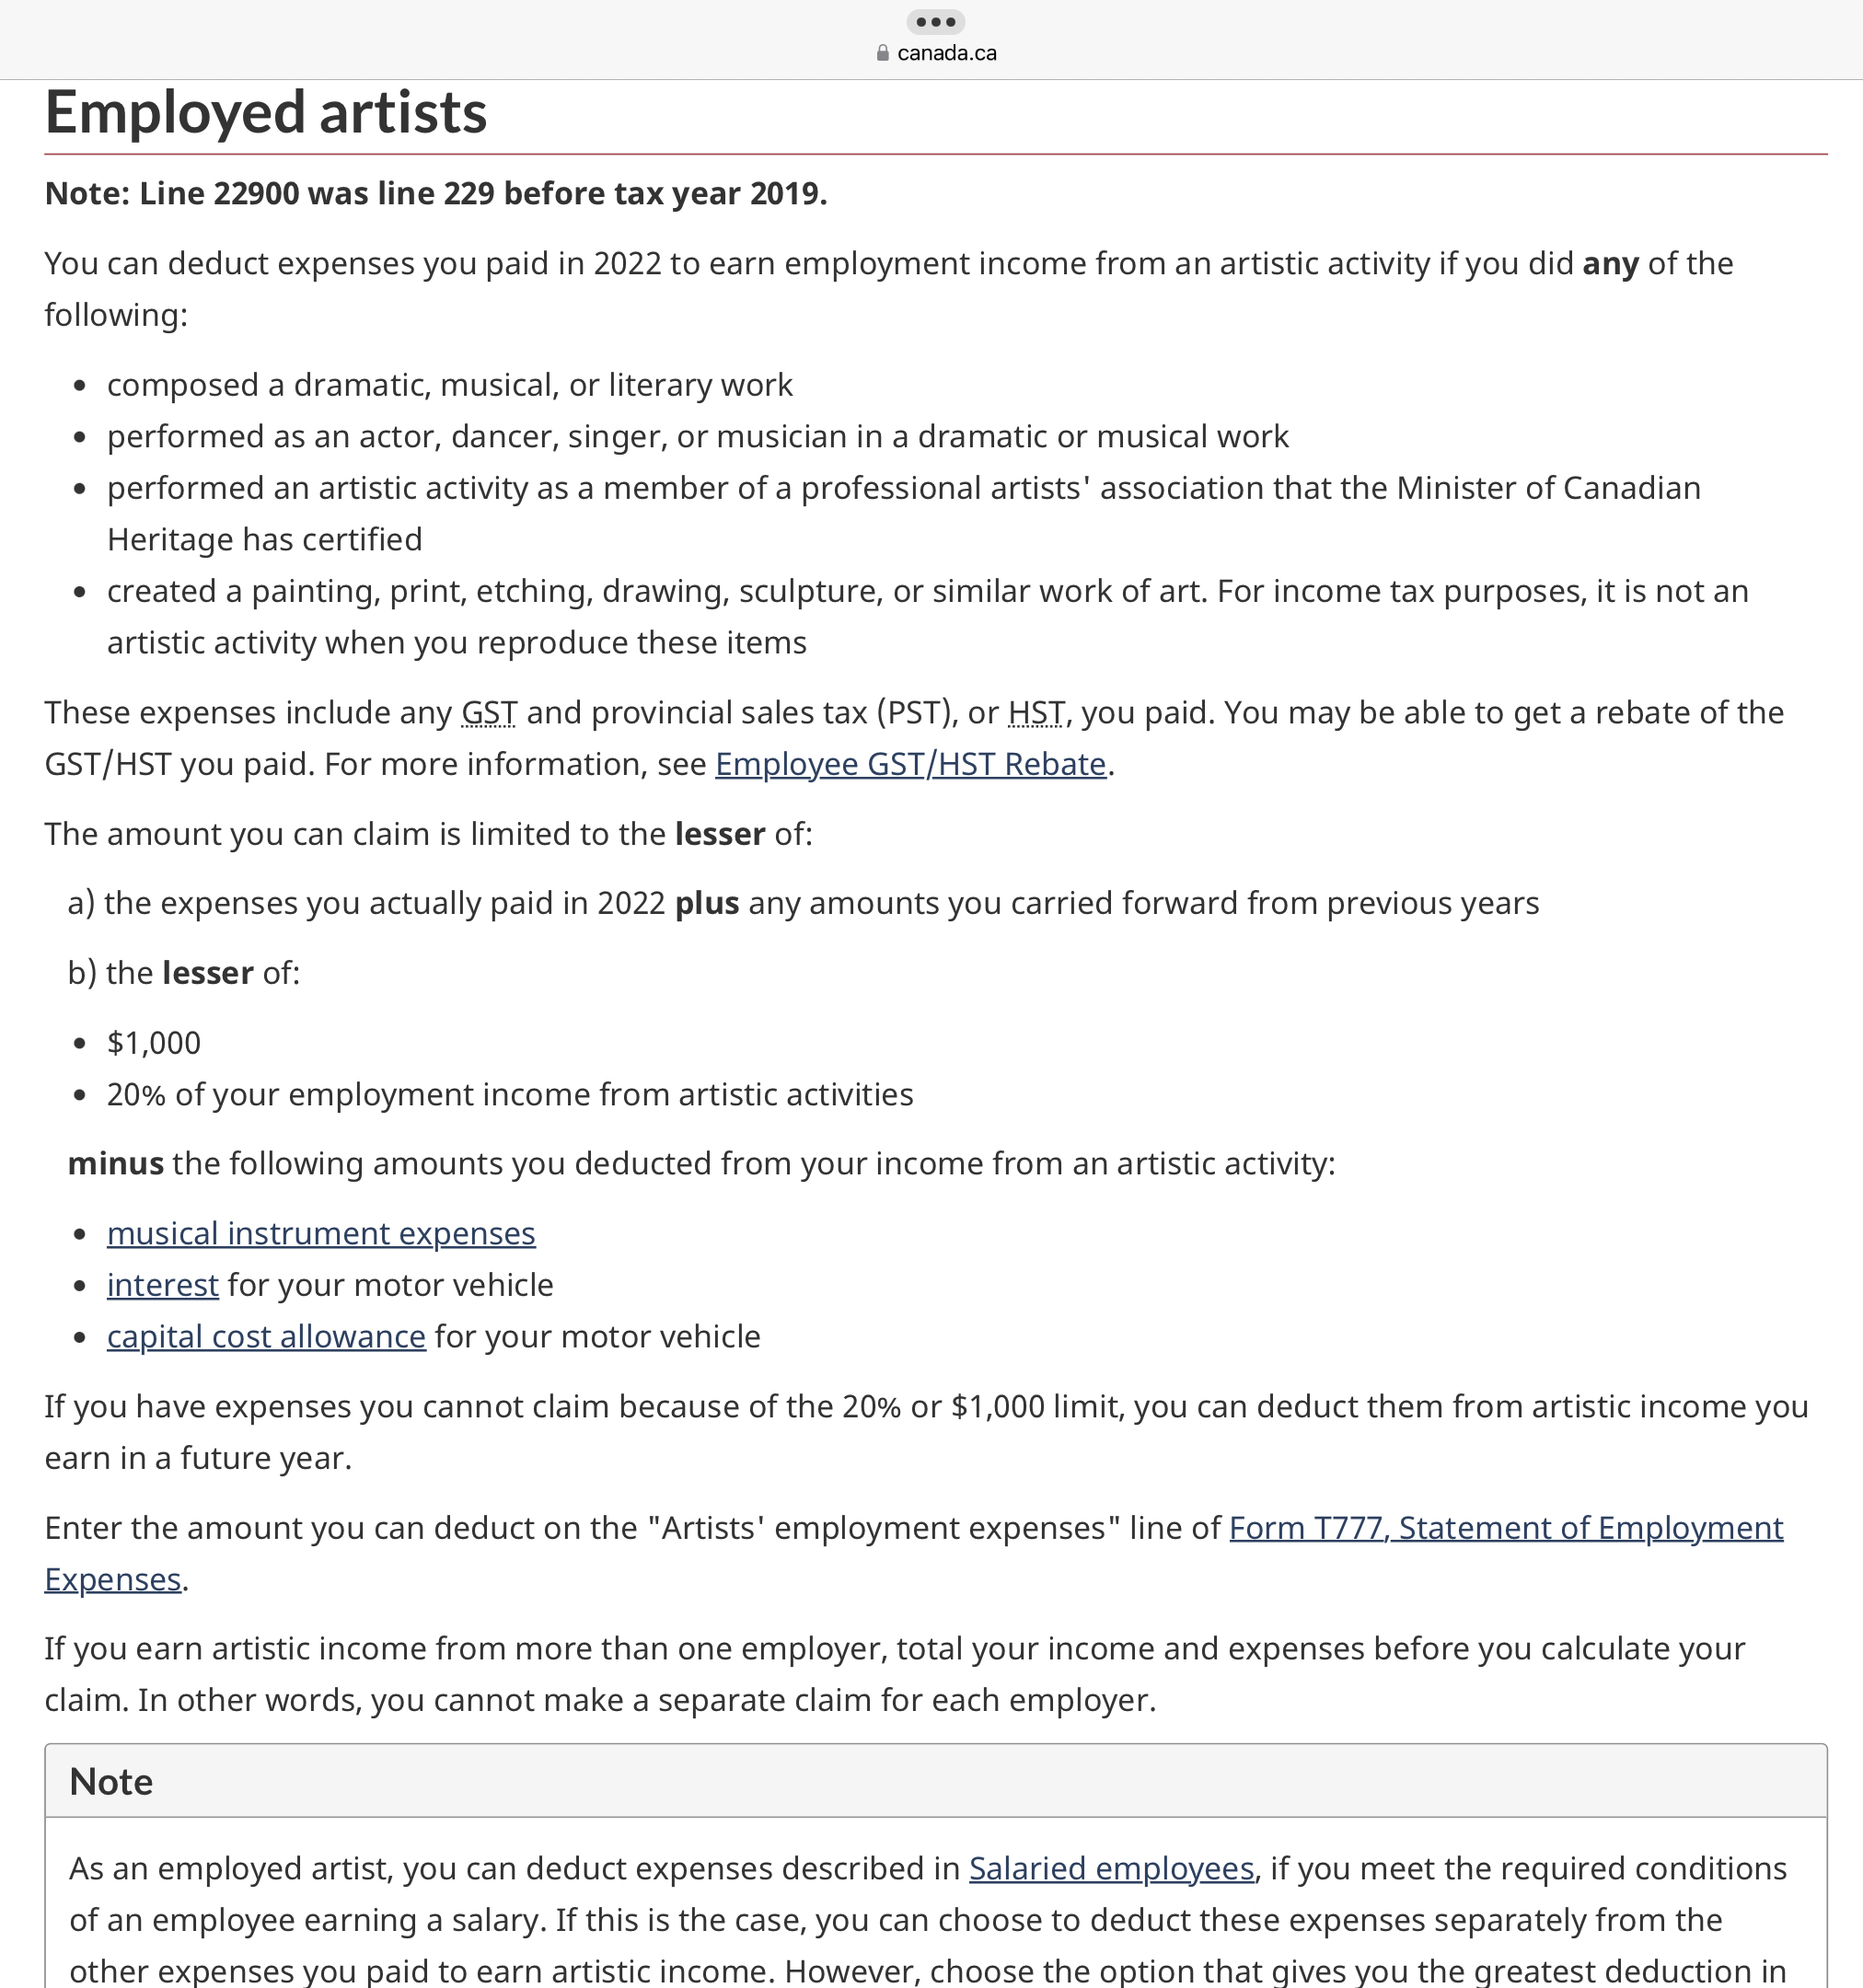 canada.ca
Employed artists
Note: Line 22900 was line 229 before tax year 2019.
You can deduct expenses you paid in 2022 to earn employment income from an artistic activity if you did any of the
following:
• composed a dramatic, musical, or literary work
• performed as an actor, dancer, singer, or musician in a dramatic or musical work
• performed an artistic activity as a member of a professional artists' association that the Minister of Canadian
Heritage has certified
• created a painting, print, etching, drawing, sculpture, or similar work of art. For income tax purposes, it is not an
artistic activity when you reproduce these items
These expenses include any GST and provincial sales tax (PST), or HST, you paid. You may be able to get a rebate of the
GST/HST you paid. For more information, see Employee GST/HST Rebate.
The amount you can claim is limited to the lesser of:
a) the expenses you actually paid in 2022 plus any amounts you carried forward from previous years
b) the lesser of:
• $1,000
• 20% of your employment income from artistic activities
minus the following amounts you deducted from your income from an artistic activity:
• musical instrument expenses
• interest for your motor vehicle
• capital cost allowance for your motor vehicle
If you have expenses you cannot claim because of the 20% or $1,000 limit, you can deduct them from artistic income you
earn in a future year.
Enter the amount you can deduct on the "Artists' employment expenses" line of Form T777, Statement of Employment
Expenses.
If you earn artistic income from more than one employer, total your income and expenses before you calculate your
claim. In other words, you cannot make a separate claim for each employer.
Note
As an employed artist, you can deduct expenses described in Salaried employees, if you meet the required conditions
of an employee earning a salary. If this is the case, you can choose to deduct these expenses separately from the
other expenses you paid to earn artistic income. However, choose the option that gives you the greatest deduction in